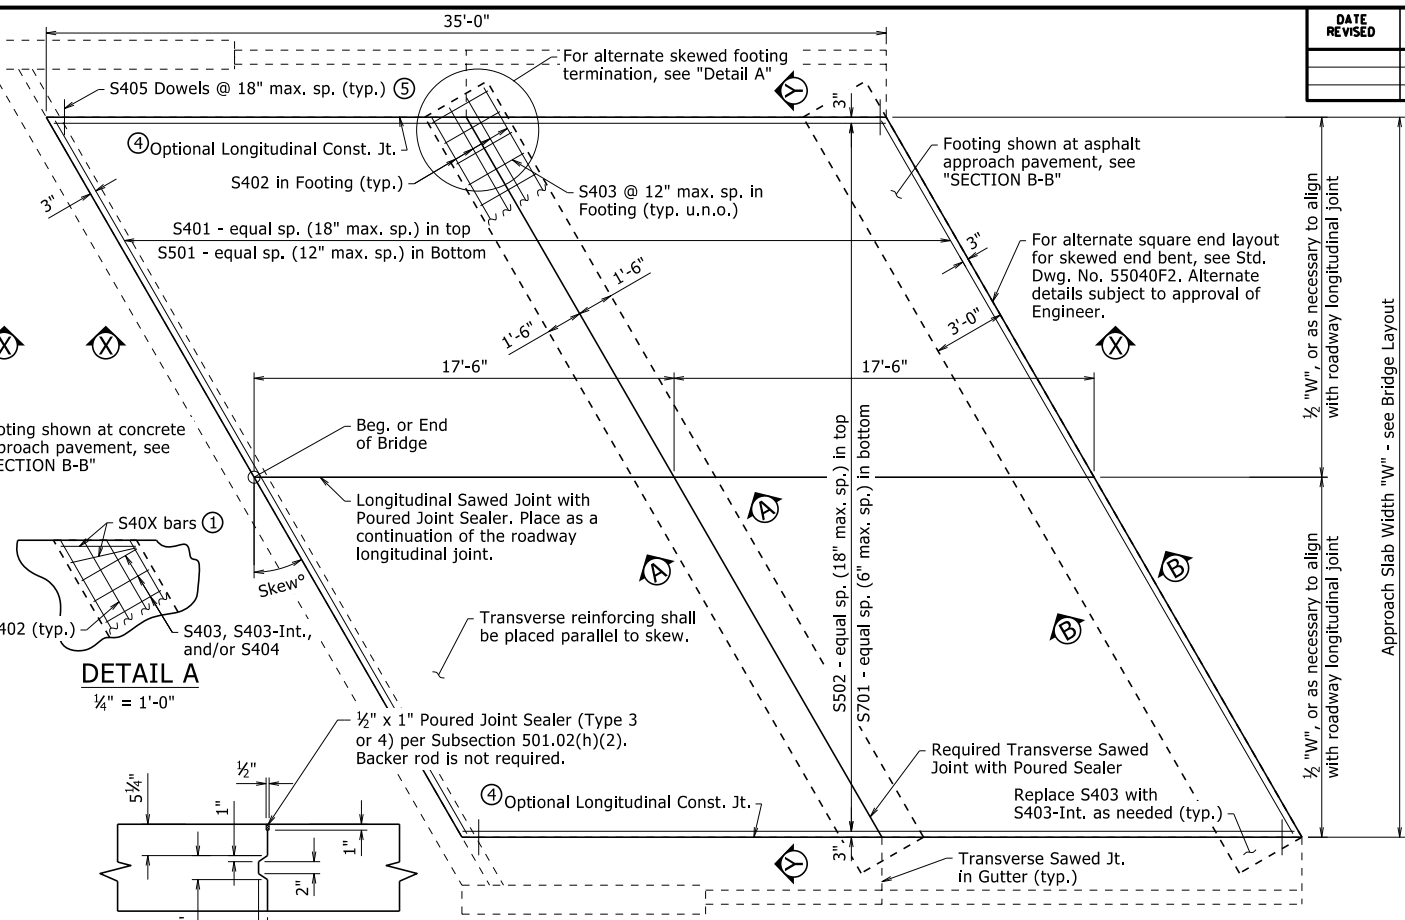 35'-0"
DATE
REVISED
For alternate skewed footing
termination, see "Detail A"
S405 Dowels @ 18" max. sp. (typ.) ⑤
Y
3"
④ Optional Longitudinal Const. Jt.
Footing shown at asphalt
approach pavement, see
"SECTION B-B"
S402 in Footing (typ.)
S403 @ 12" max. sp. in
Footing (typ. u.n.o.)
3"
S401 - equal sp. (18" max. sp.) in top
S501 - equal sp. (12" max. sp.) in Bottom
3"
For alternate square end layout
for skewed end bent, see Std.
Dwg. No. 55040F2. Alternate
details subject to approval of
Engineer.
1'-6"
1'-6"
3'-0"
X
X
X
17'-6"
17'-6"
½ "W", or as necessary to align
with roadway longitudinal joint
Approach Slab Width "W" - see Bridge Layout
oting shown at concrete
proach pavement, see
ECTION B-B"
Beg. or End
of Bridge
S502 - equal sp. (18" max. sp.) in top
S701 - equal sp. (6" max. sp.) in bottom
Longitudinal Sawed Joint with
Poured Joint Sealer. Place as a
continuation of the roadway
longitudinal joint.
A
A
B
B
S40X bars ①
Skew°
402 (typ.)
S403, S403-Int.,
and/or S404
DETAIL A
¼" = 1'-0"
Transverse reinforcing shall
be placed parallel to skew.
½ "W", or as necessary to align
with roadway longitudinal joint
½" x 1" Poured Joint Sealer (Type 3
or 4) per Subsection 501.02(h)(2).
Backer rod is not required.
Required Transverse Sawed
Joint with Poured Sealer
Replace S403 with
S403-Int. as needed (typ.)
④ Optional Longitudinal Const. Jt.
5¼"
1"
½"
1"
2"
3"
Y
Transverse Sawed Jt.
in Gutter (typ.)